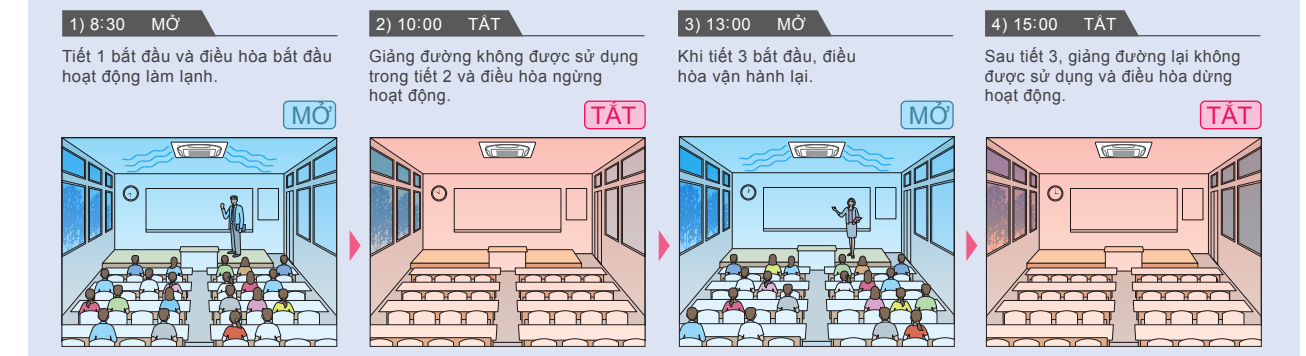 1) 8:30 MỞ
Tiết 1 bắt đầu và điều hòa bắt đầu
hoạt động làm lạnh.
MỞ
2) 10:00 TẮT
Giảng đường không được sử dụng
trong tiết 2 và điều hòa ngừng
hoạt động.
TẮT
3) 13:00 MỞ
Khi tiết 3 bắt đầu, điều
hòa vận hành lại.
MỞ
4) 15:00 TẮT
Sau tiết 3, giảng đường lại không
được sử dụng và điều hòa dừng
hoạt động.
TẮT